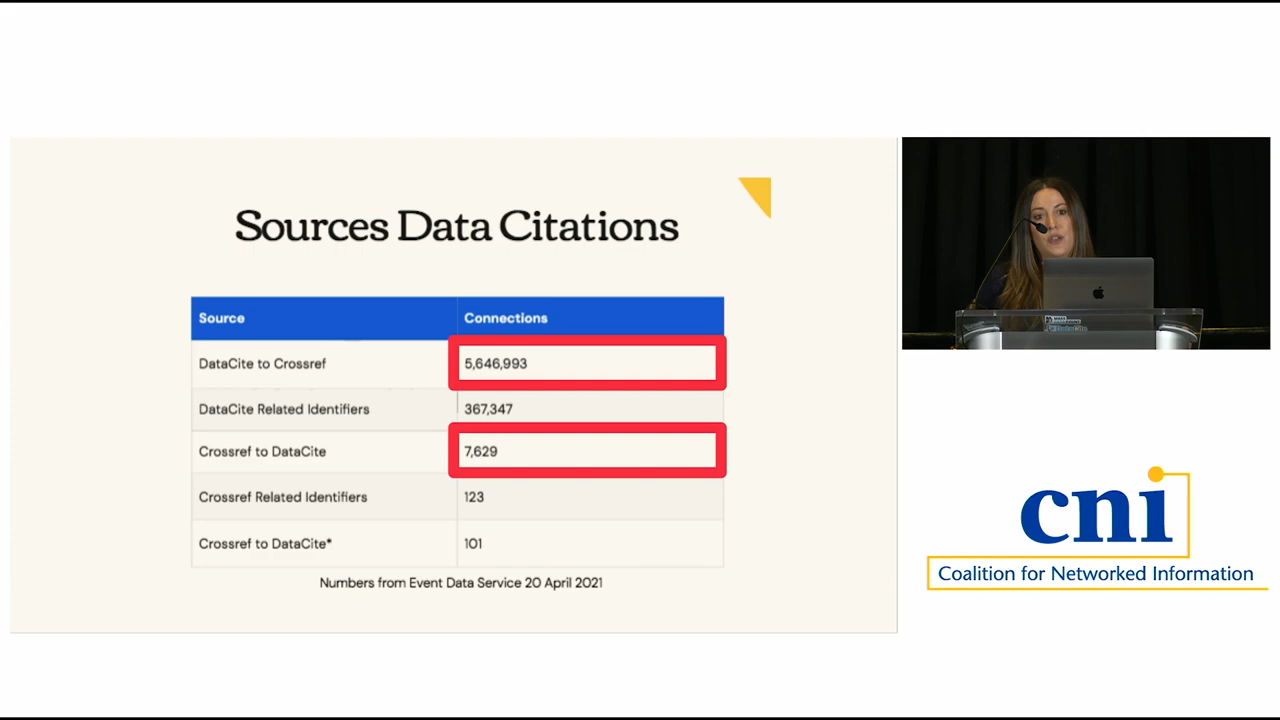 Sources Data Citations
Source Connections
DataCite to Crossref 5,646,993
DataCite Related Identifiers 367,347
Crossref to DataCite 7,629
Crossref Related Identifiers 123
Crossref to DataCite* 101
Numbers from Event Data Service 20 April 2021
cni
Coalition for Networked Information